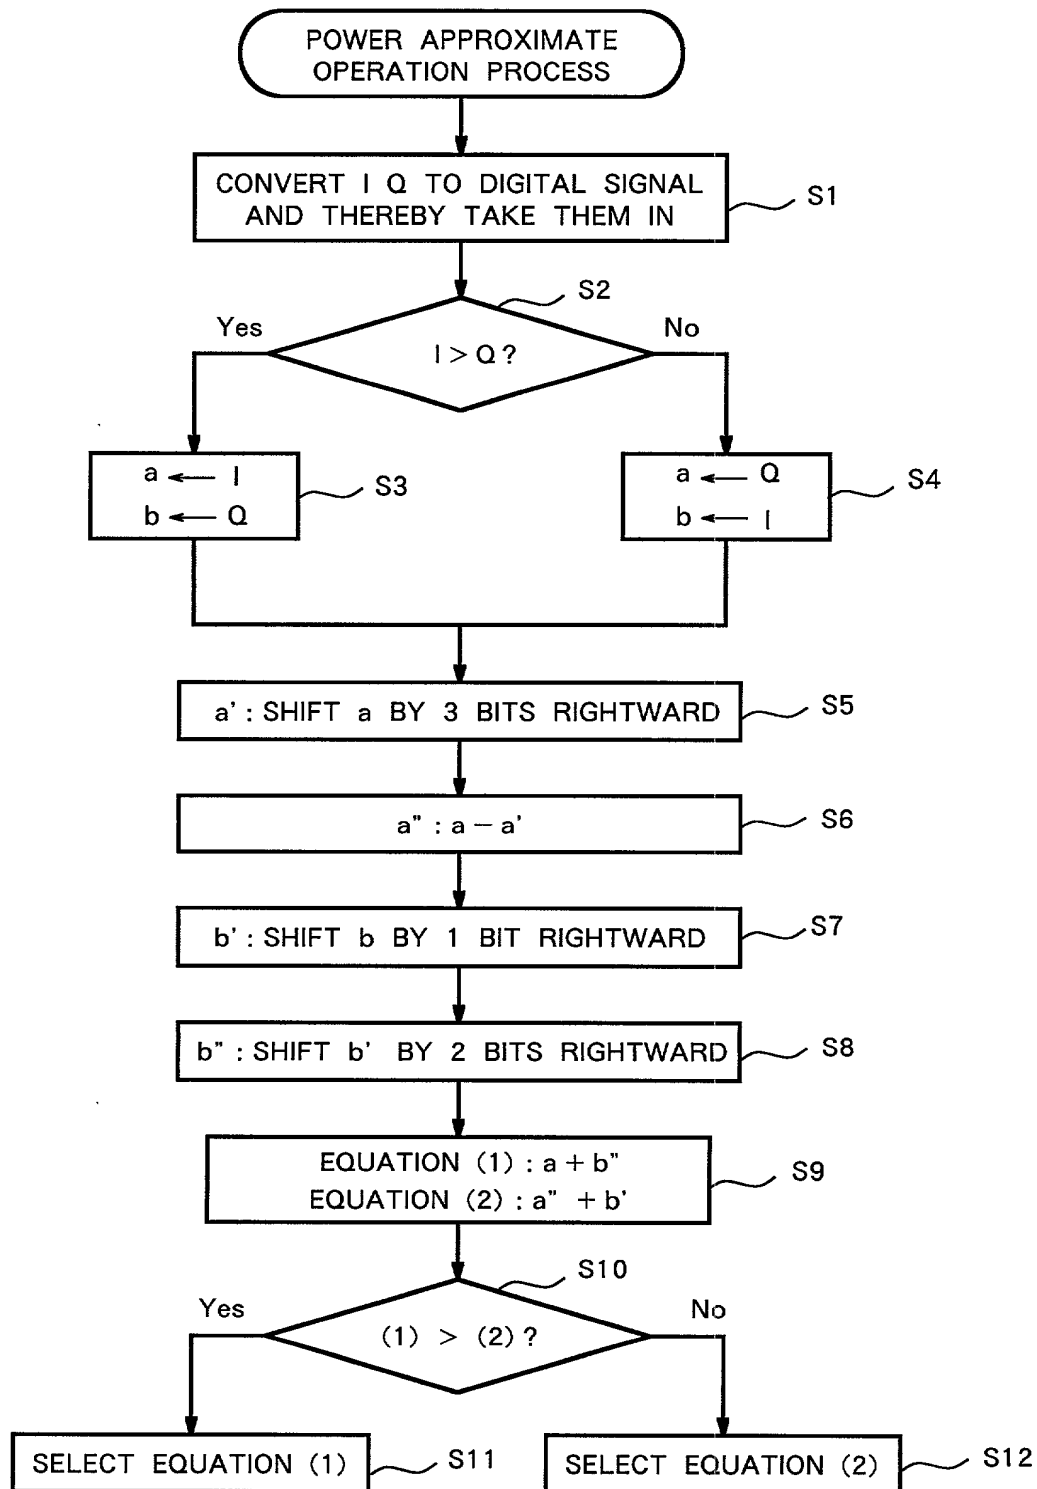 POWER APPROXIMATE
OPERATION PROCESS
CONVERT I Q TO DIGITAL SIGNAL
AND THEREBY TAKE THEM IN
S1
S2
Yes
No
I > Q ?
a ← I
b ← Q
S3
a ← Q
b ← I
S4
a' : SHIFT a BY 3 BITS RIGHTWARD
S5
a" : a − a'
S6
b' : SHIFT b BY 1 BIT RIGHTWARD
S7
b" : SHIFT b' BY 2 BITS RIGHTWARD
S8
EQUATION (1) : a + b"
EQUATION (2) : a" + b'
S9
S10
Yes
No
(1) > (2) ?
SELECT EQUATION (1)
S11
SELECT EQUATION (2)
S12